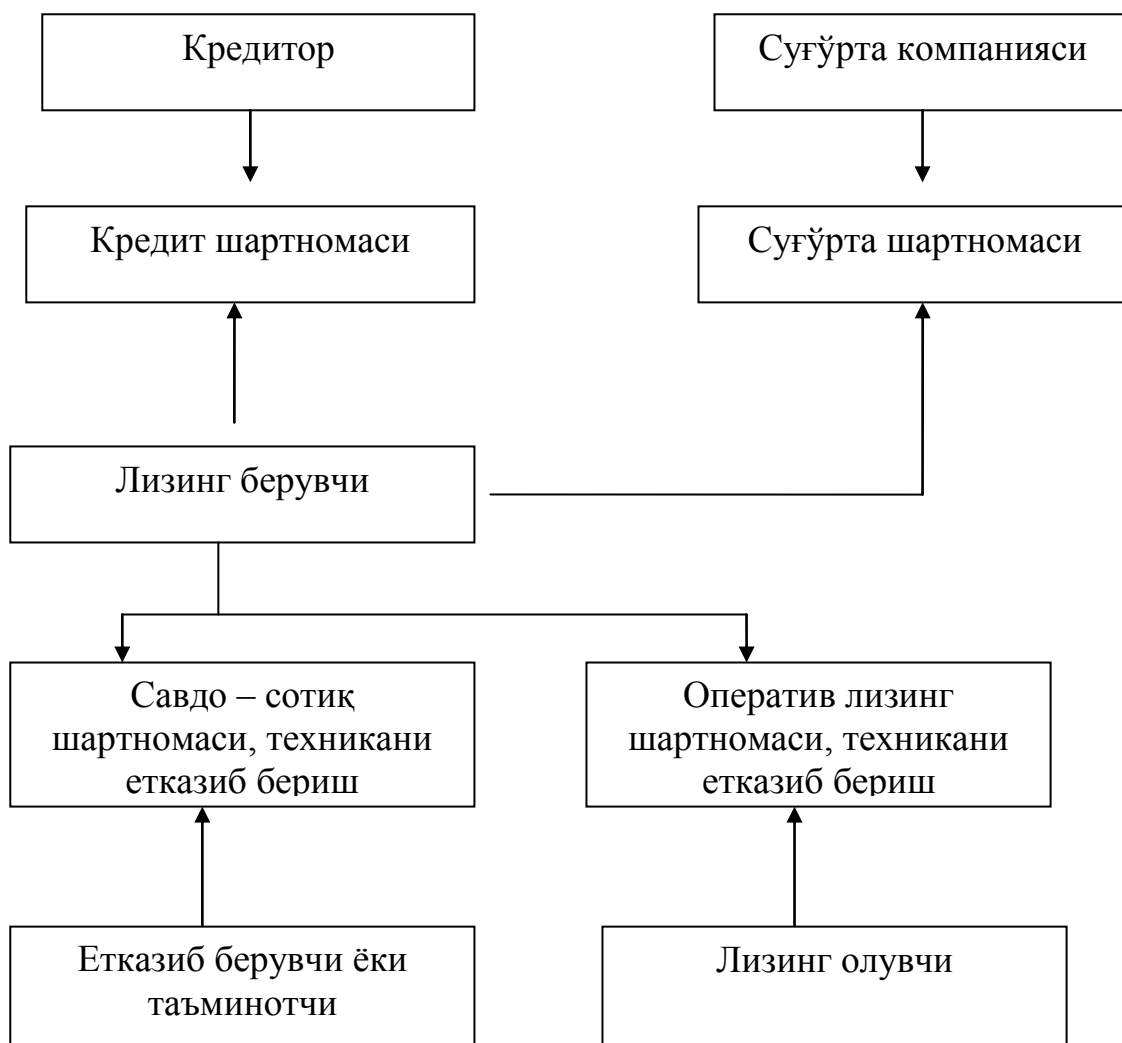 Кредитор
Суғўрта компанияси
Кредит шартномаси
Суғўрта шартномаси
Лизинг берувчи
Савдо – сотиқ
шартномаси, техникани
етказиб бериш
Оператив лизинг
шартномаси, техникани
етказиб бериш
Етказиб берувчи ёки
таъминотчи
Лизинг олувчи